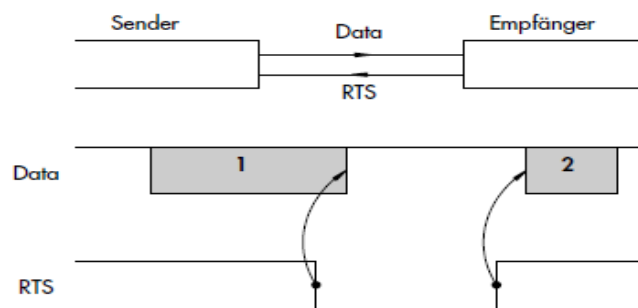 Sender Data Empfänger
RTS
Data 1 2
RTS